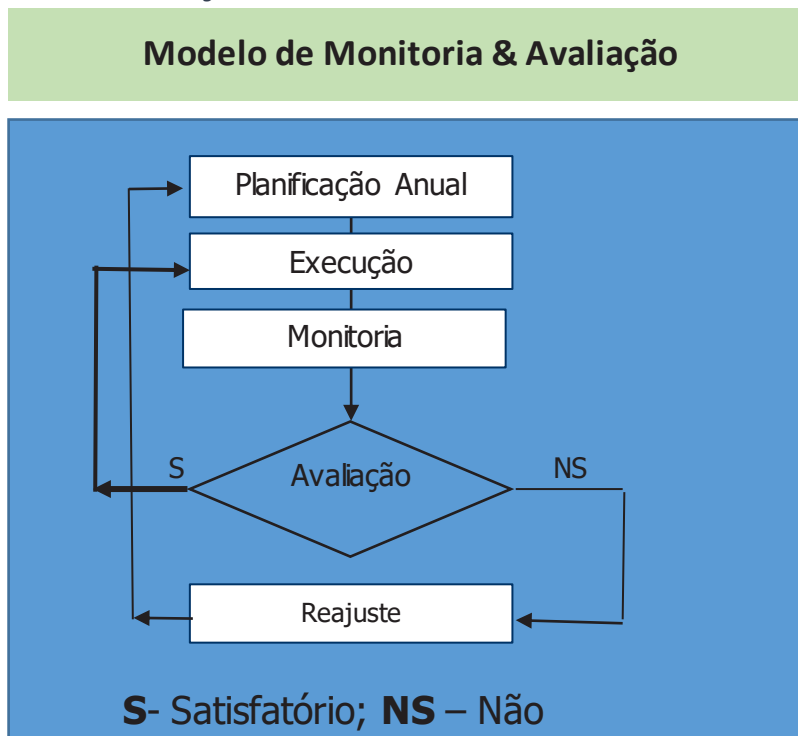 Modelo de Monitoria & Avaliação
Planificação Anual
Execução
Monitoria
S
Avaliação
NS
Reajuste
S- Satisfatório; NS – Não